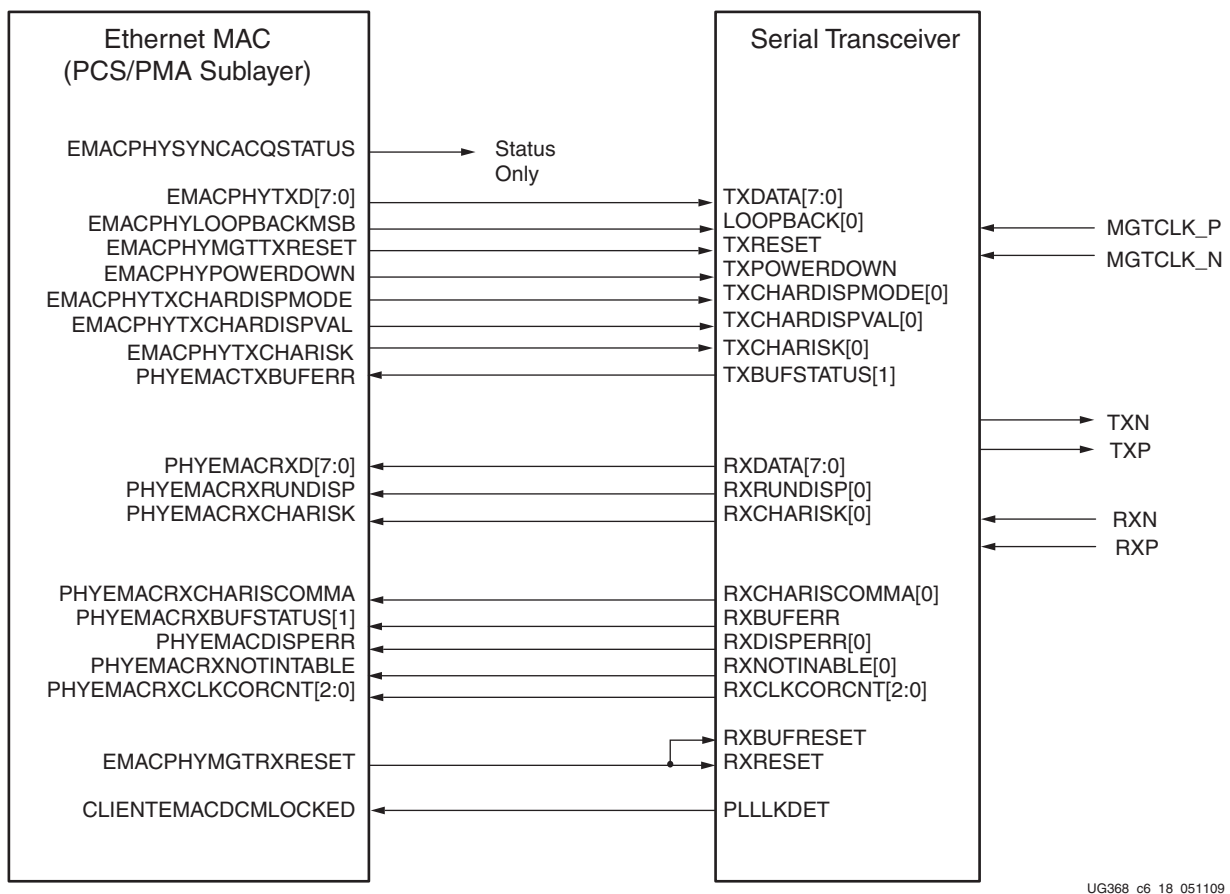 Ethernet MAC
(PCS/PMA Sublayer)
Serial Transceiver
EMACPHYSYNCACQSTATUS
Status
Only
EMACPHYTXD[7:0]
TXDATA[7:0]
EMACPHYLOOPBACKMSB
LOOPBACK[0]
MGTCLK_P
EMACPHYMGTTXRESET
TXRESET
MGTCLK_N
EMACPHYPOWERDOWN
TXPOWERDOWN
EMACPHYTXCHARDISPMODE
TXCHARDISPMODE[0]
EMACPHYTXCHARDISPVAL
TXCHARDISPVAL[0]
EMACPHYTXCHARISK
TXCHARISK[0]
PHYEMACTXBUFERR
TXBUFSTATUS[1]
TXN
TXP
PHYEMACRXD[7:0]
RXDATA[7:0]
PHYEMACRXRUNDISP
RXRUNDISP[0]
PHYEMACRXCHARISK
RXCHARISK[0]
RXN
RXP
PHYEMACRXCHARISCOMMA
RXCHARISCOMMA[0]
PHYEMACRXBUFSTATUS[1]
RXBUFERR
PHYEMACDISPERR
RXDISPERR[0]
PHYEMACRXNOTINTABLE
RXNOTINABLE[0]
PHYEMACRXCLKCORCNT[2:0]
RXCLKCORCNT[2:0]
RXBUFRESET
EMACPHYMGTRXRESET
RXRESET
CLIENTEMACDCMLOCKED
PLLLKDET
UG368_c6_18_051109